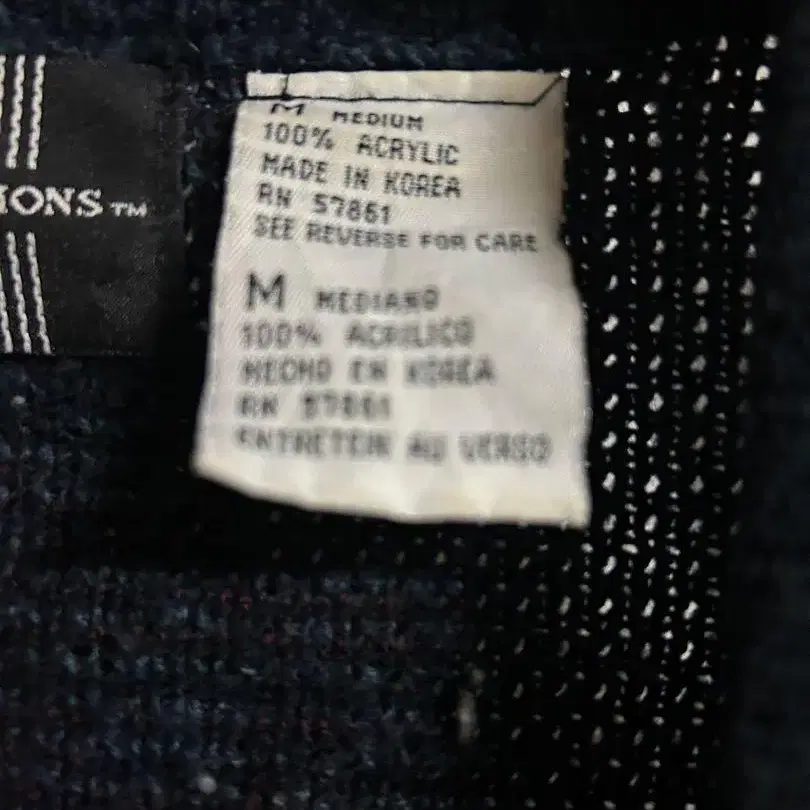 IONS™
M MEDIUM
100% ACRYLIC
MADE IN KOREA
RN 57861
SEE REVERSE FOR CARE
M MEDIANO
100% ACRILICO
HECHO EN KOREA
RN 57861
ENTRETEIN AU VERSO